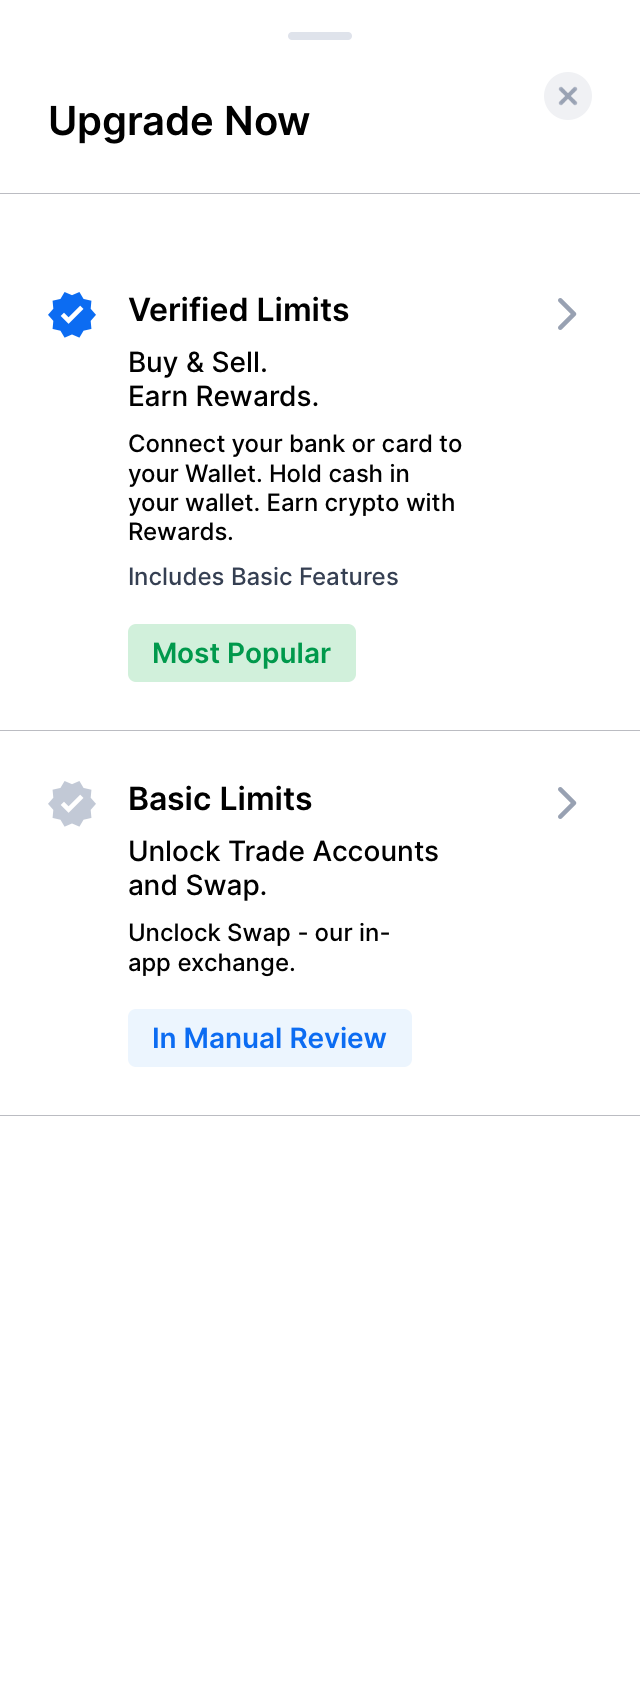 Upgrade Now
Verified Limits
Buy & Sell.
Earn Rewards.
Connect your bank or card to
your Wallet. Hold cash in
your wallet. Earn crypto with
Rewards.
Includes Basic Features
Most Popular
Basic Limits
Unlock Trade Accounts
and Swap.
Unclock Swap - our in-
app exchange.
In Manual Review